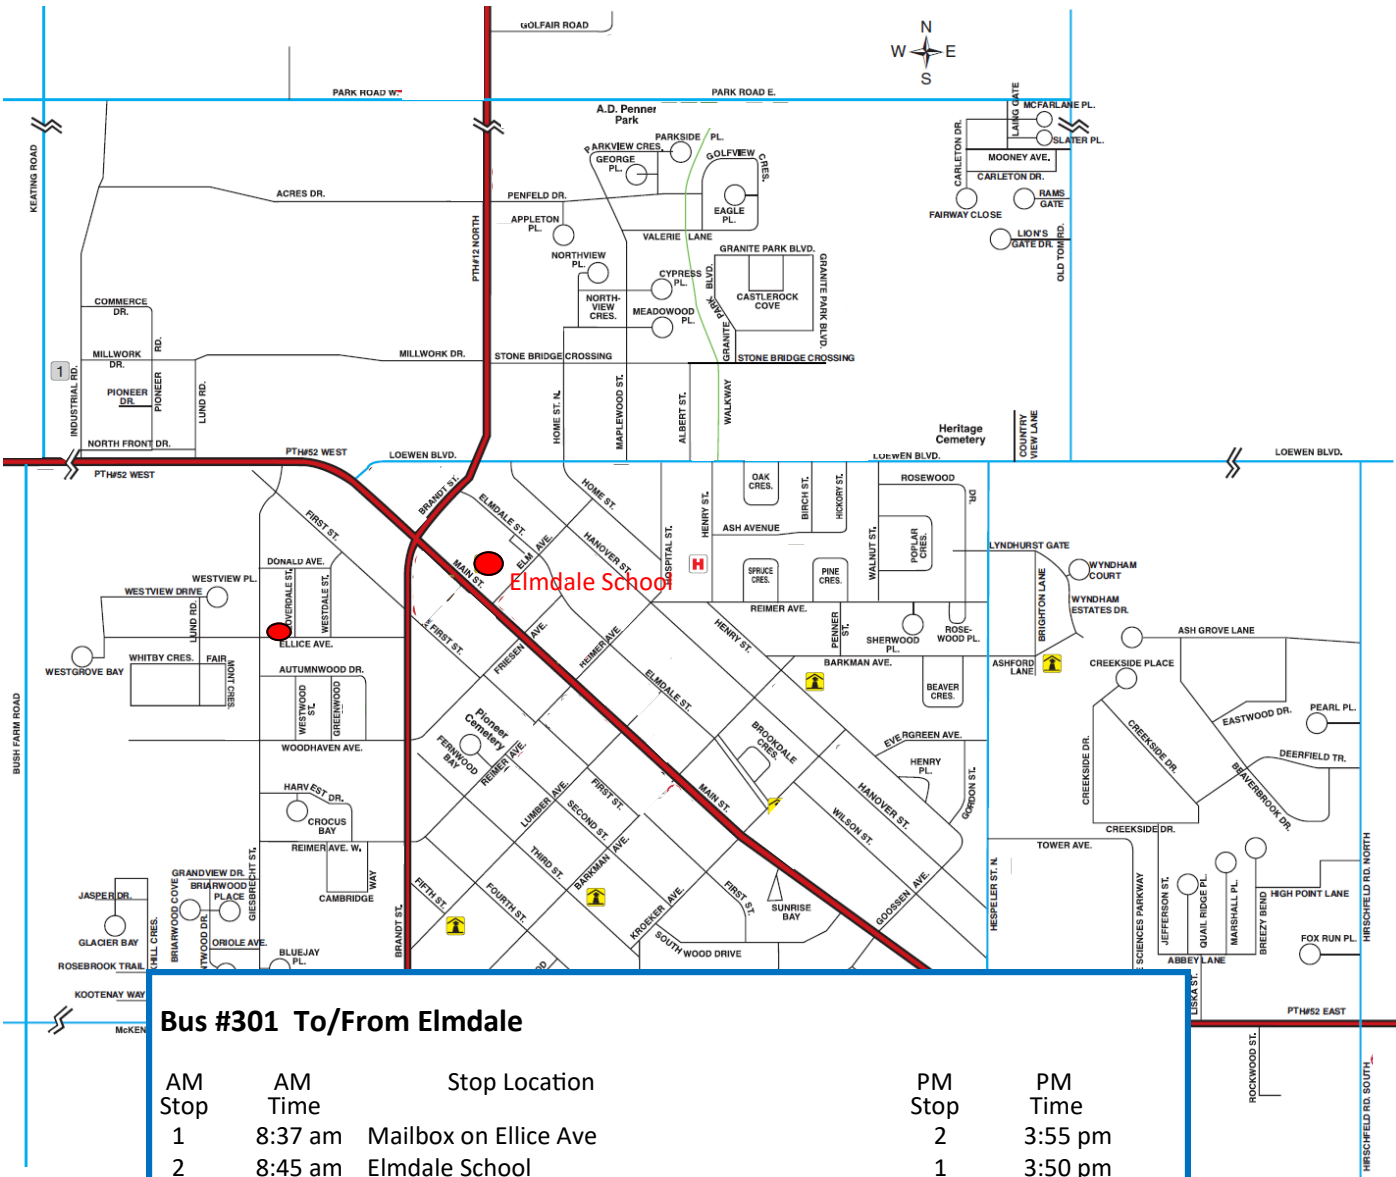 GOLFAIR ROAD
N
W E
S
PARK ROAD W.
PARK ROAD E.
A.D. Penner
Park
LAING GATE
MCFARLANE PL.
SLATER PL.
KEATING ROAD
PARKSIDE PL.
PARKVIEW CRES.
GEORGE
PL.
GOLFVIEW CRES.
CARLETON DR.
MOONEY AVE.
CARLETON DR.
ACRES DR.
PENFELD DR.
EAGLE
PL.
RAMS
GATE
FAIRWAY CLOSE
APPLETON
PL.
PTH#12 NORTH
VALERIE LANE
LION'S
GATE DR.
OLD TOM RD.
NORTHVIEW
PL.
GRANITE PARK BLVD.
CYPRESS
PL.
GRANITE PARK BLVD.
GRANITE PARK BLVD.
CASTLEROCK
COVE
NORTH-
VIEW
CRES.
MEADOWOOD
PL.
COMMERCE
DR.
MILLWORK
DR.
MILLWORK DR.
STONE BRIDGE CROSSING
STONE BRIDGE CROSSING
1
INDUSTRIAL RD.
PIONEER
DR.
PIONEER RD.
LUND RD.
HOME ST. N.
MAPLEWOOD ST.
ALBERT ST.
WALKWAY
NORTH FRONT DR.
Heritage
Cemetery
COUNTRY
VIEW LANE
PTH#52 WEST
PTH#52 WEST
LOEWEN BLVD.
LOEWEN BLVD.
LOEWEN BLVD.
BRANDT ST.
ELMDALE ST.
HOME ST.
OAK
CRES.
BIRCH ST.
HICKORY ST.
ROSEWOOD DR.
FIRST ST.
HANOVER ST.
HOSPITAL ST.
HENRY ST.
ASH AVENUE
WALNUT ST.
POPLAR
CRES.
LYNDHURST GATE
ELM AVE.
MAIN ST.
H
DONALD AVE.
WESTVIEW PL.
WESTVIEW DRIVE
WESTDALE ST.
LUND RD.
Elmdale School
SPRUCE
CRES.
PINE
CRES.
WYNDHAM
COURT
WYNDHAM
ESTATES DR.
BRIGHTON LANE
REIMER AVE.
PENNER
ST.
SHERWOOD
PL.
ROSE-
WOOD PL.
ASH GROVE LANE
ELLICE AVE.
FIRST ST.
FRIESEN AVE.
REIMER AVE.
HENRY ST.
WESTGROVE BAY
WHITBY CRES.
FAIR
MONT CRES.
AUTUMNWOOD DR.
BARKMAN AVE.
ASHFORD
LANE
CREEKSIDE PLACE
BUSH FARM ROAD
WESTWOOD
ST.
GREENWOOD
ELMDALE ST.
BEAVER
CRES.
WOODHAVEN AVE.
Pioneer
Cemetery
FERNWOOD
BAY
REIMER AVE.
BROOKDALE
CRES.
EVERGREEN AVE.
CREEKSIDE DR.
CREEKSIDE DR.
EASTWOOD DR.
PEARL PL.
DEERFIELD TR.
BEAVERBROOK DR.
HENRY
PL.
HARVEST DR.
CROCUS
BAY
LUMBER AVE.
FIRST ST.
SECOND ST.
MAIN ST.
HANOVER ST.
WILSON ST.
GORDON ST.
CREEKSIDE DR.
REIMER AVE. W.
TOWER AVE.
GIESBRECHT ST.
CAMBRIDGE WAY
THIRD ST.
BARKMAN AVE.
FIFTH ST.
FOURTH ST.
KROEKER AVE.
FIRST ST.
SUNRISE
BAY
GOOSSEN AVE.
HESPELER ST. N.
JASPER DR.
GLACIER BAY
GRANDVIEW DR.
BRIARWOOD
PLACE
BRIARWOOD COVE
ORIOLE AVE.
BLUEJAY
PL.
BRANDT ST.
SOUTHWOOD DRIVE
SCIENCES PARKWAY
JEFFERSON ST.
QUAIL RIDGE PL.
MARSHALL PL.
BREEZY BEND
HIGH POINT LANE
HIRSCHFELD RD. NORTH
FOX RUN PL.
ABBEY LANE
ROSEBROOK TRAIL
KOOTENAY WAY
McKEN
PTH#52 EAST
ROCKWOOD ST.
HIRSCHFELD RD. SOUTH
Bus #301 To/From Elmdale
AM AM Stop Location PM PM
Stop Time Stop Time
1 8:37 am Mailbox on Ellice Ave 2 3:55 pm
2 8:45 am Elmdale School 1 3:50 pm